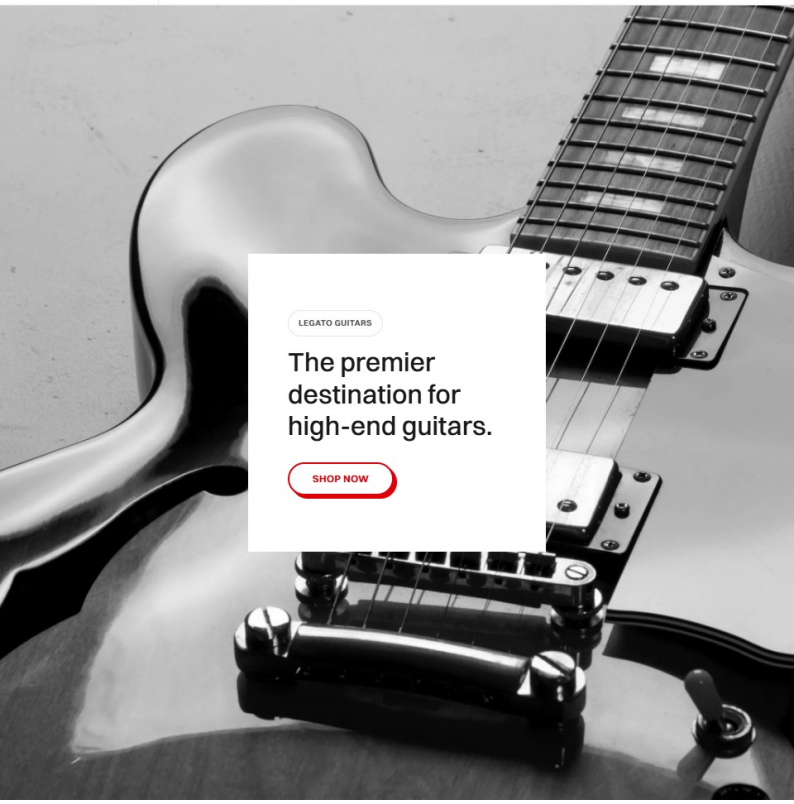 LEGATO GUITARS
The premier
destination for
high-end guitars.
SHOP NOW